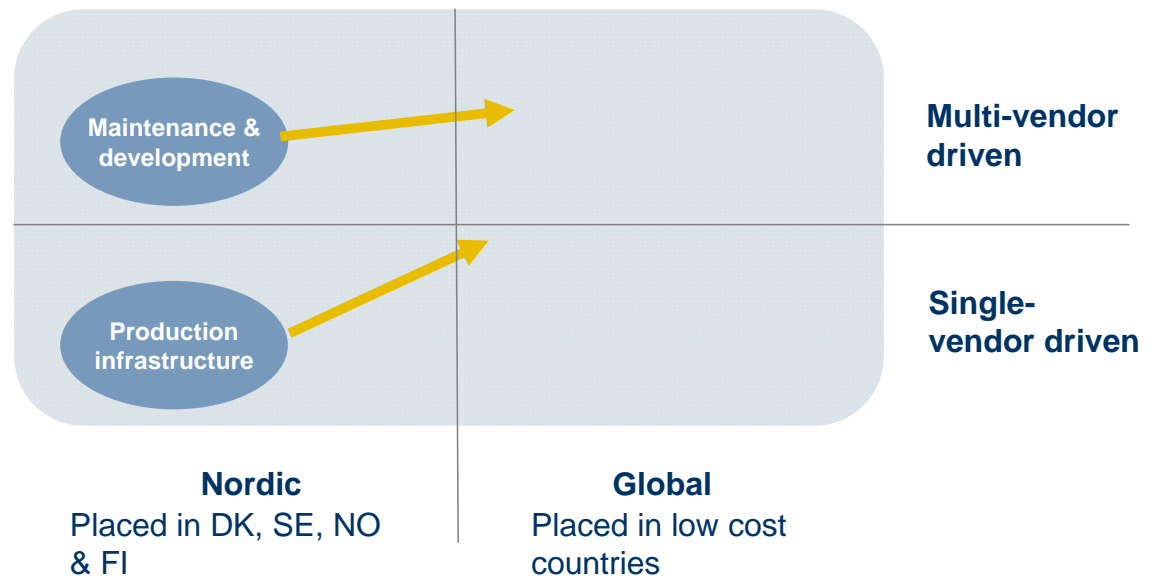 Maintenance &
development
Multi-vendor
driven
Production
infrastructure
Single-
vendor driven
Nordic
Placed in DK, SE, NO
& FI
Global
Placed in low cost
countries